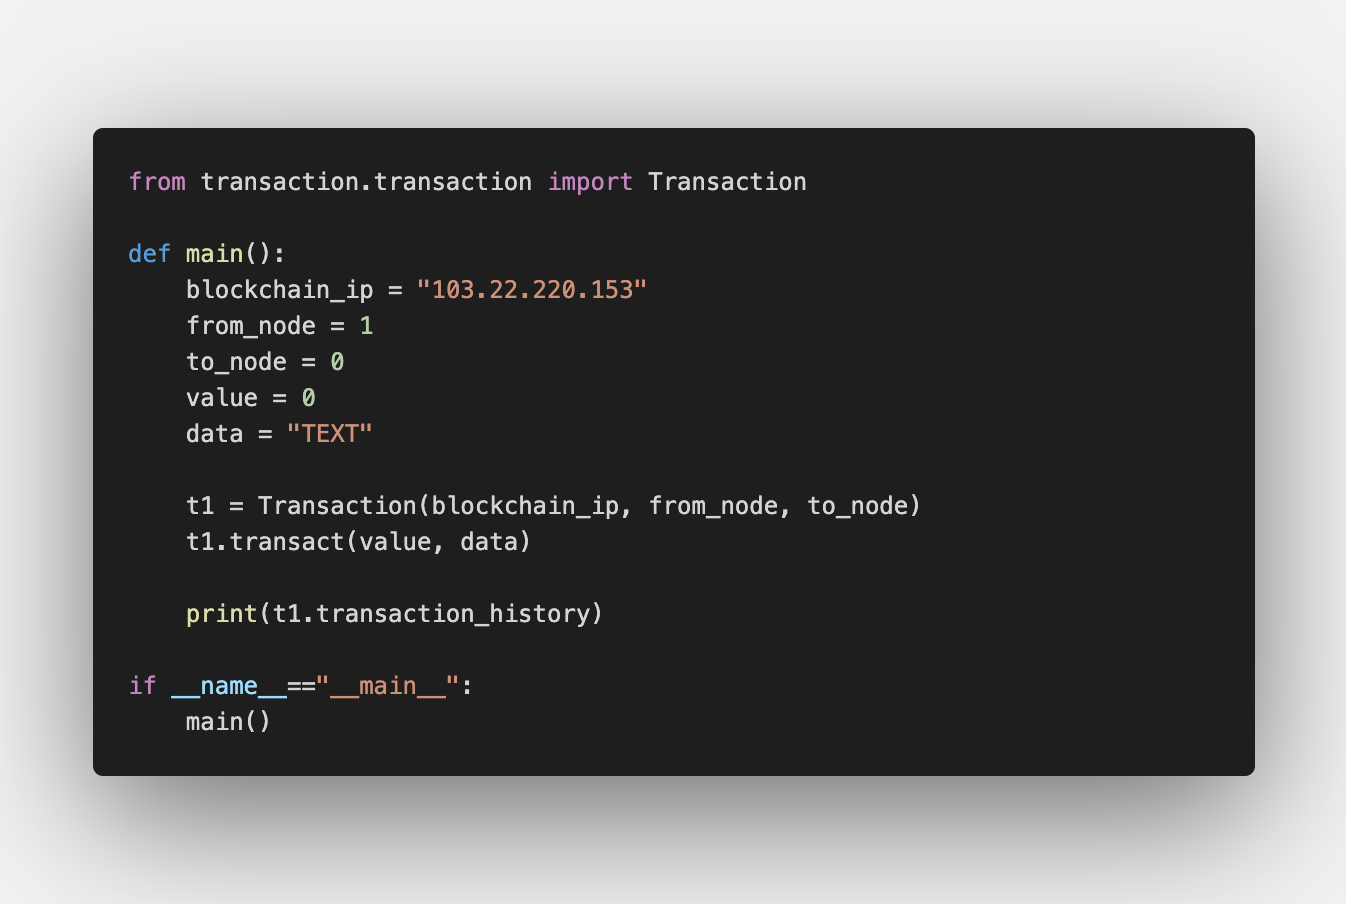 from transaction.transaction import Transaction
def main():
    blockchain_ip = "103.22.220.153"
    from_node = 1
    to_node = 0
    value = 0
    data = "TEXT"
    t1 = Transaction(blockchain_ip, from_node, to_node)
    t1.transact(value, data)
    print(t1.transaction_history)
if __name__=="__main__":
    main()